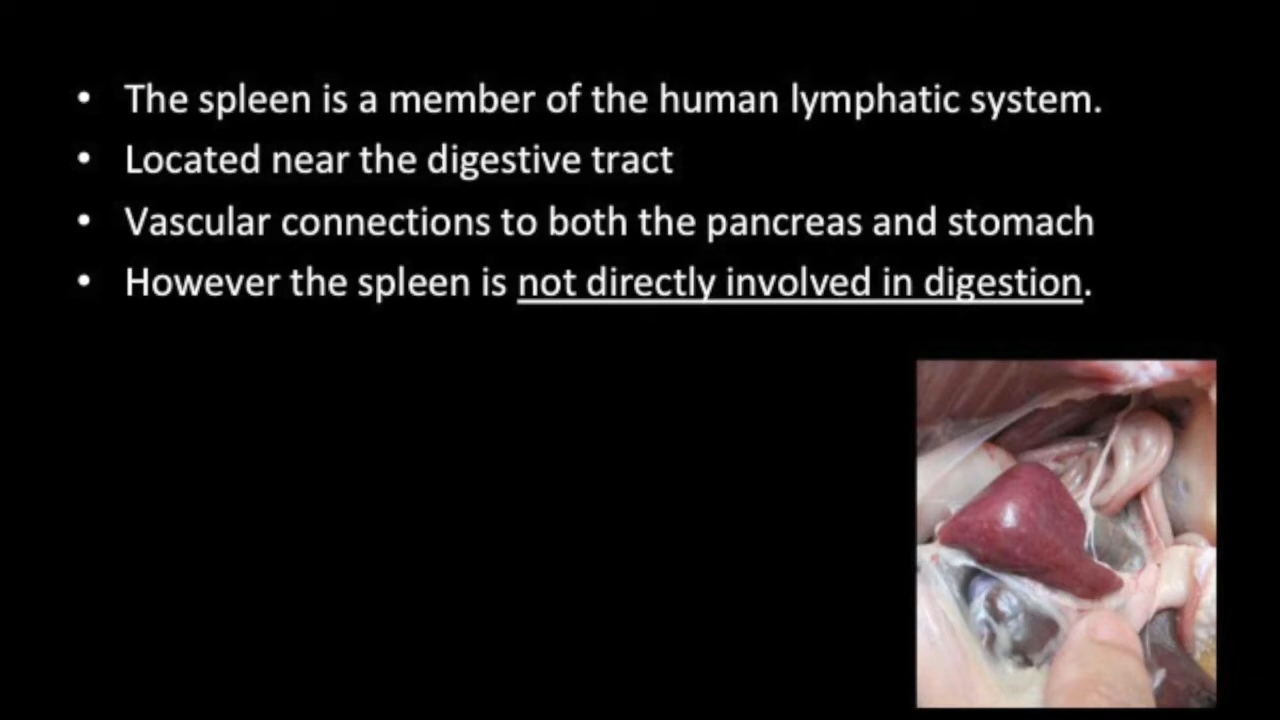 • The spleen is a member of the human lymphatic system.
• Located near the digestive tract
• Vascular connections to both the pancreas and stomach
• However the spleen is not directly involved in digestion.